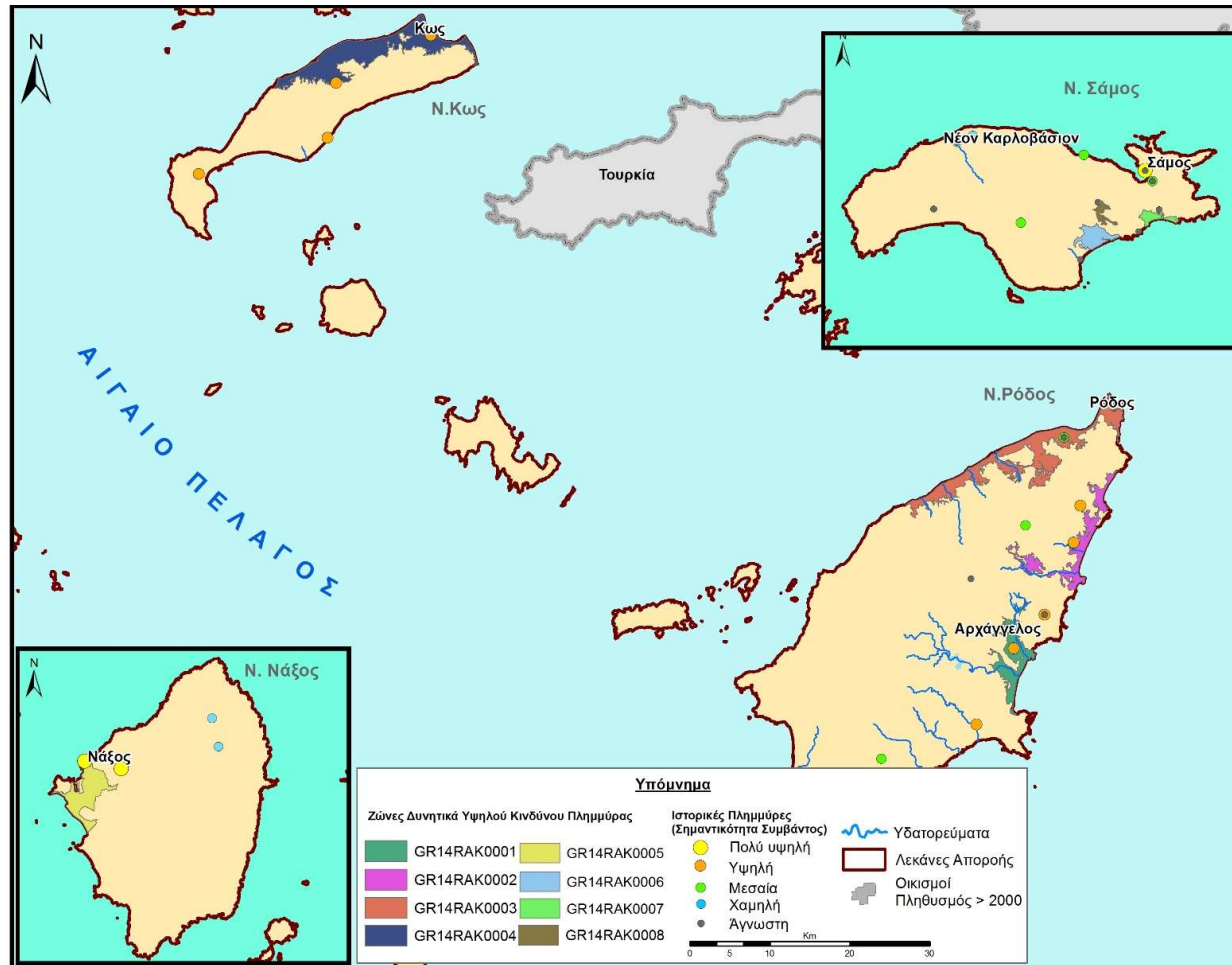 N
Κως
Ν.Κως
Τουρκία
N
Ν. Σάμος
Νέον Καρλοβάσιον
Σάμος
ΑΙΓΑΙΟ ΠΕΛΑΓΟΣ
Ν.Ρόδος
Ρόδος
Αρχάγγελος
N
Ν. Νάξος
Νάξος
Υπόμνημα
Ζώνες Δυνητικά Υψηλού Κινδύνου Πλημμύρας
GR14RAK0001
GR14RAK0002
GR14RAK0003
GR14RAK0004
GR14RAK0005
GR14RAK0006
GR14RAK0007
GR14RAK0008
Ιστορικές Πλημμύρες
(Σημαντικότητα Συμβάντος)
Πολύ υψηλή
Υψηλή
Μεσαία
Χαμηλή
Άγνωστη
Υδατορεύματα
Λεκάνες Απορροής
Οικισμοί
Πληθυσμός > 2000
Km
0 5 10 20 30